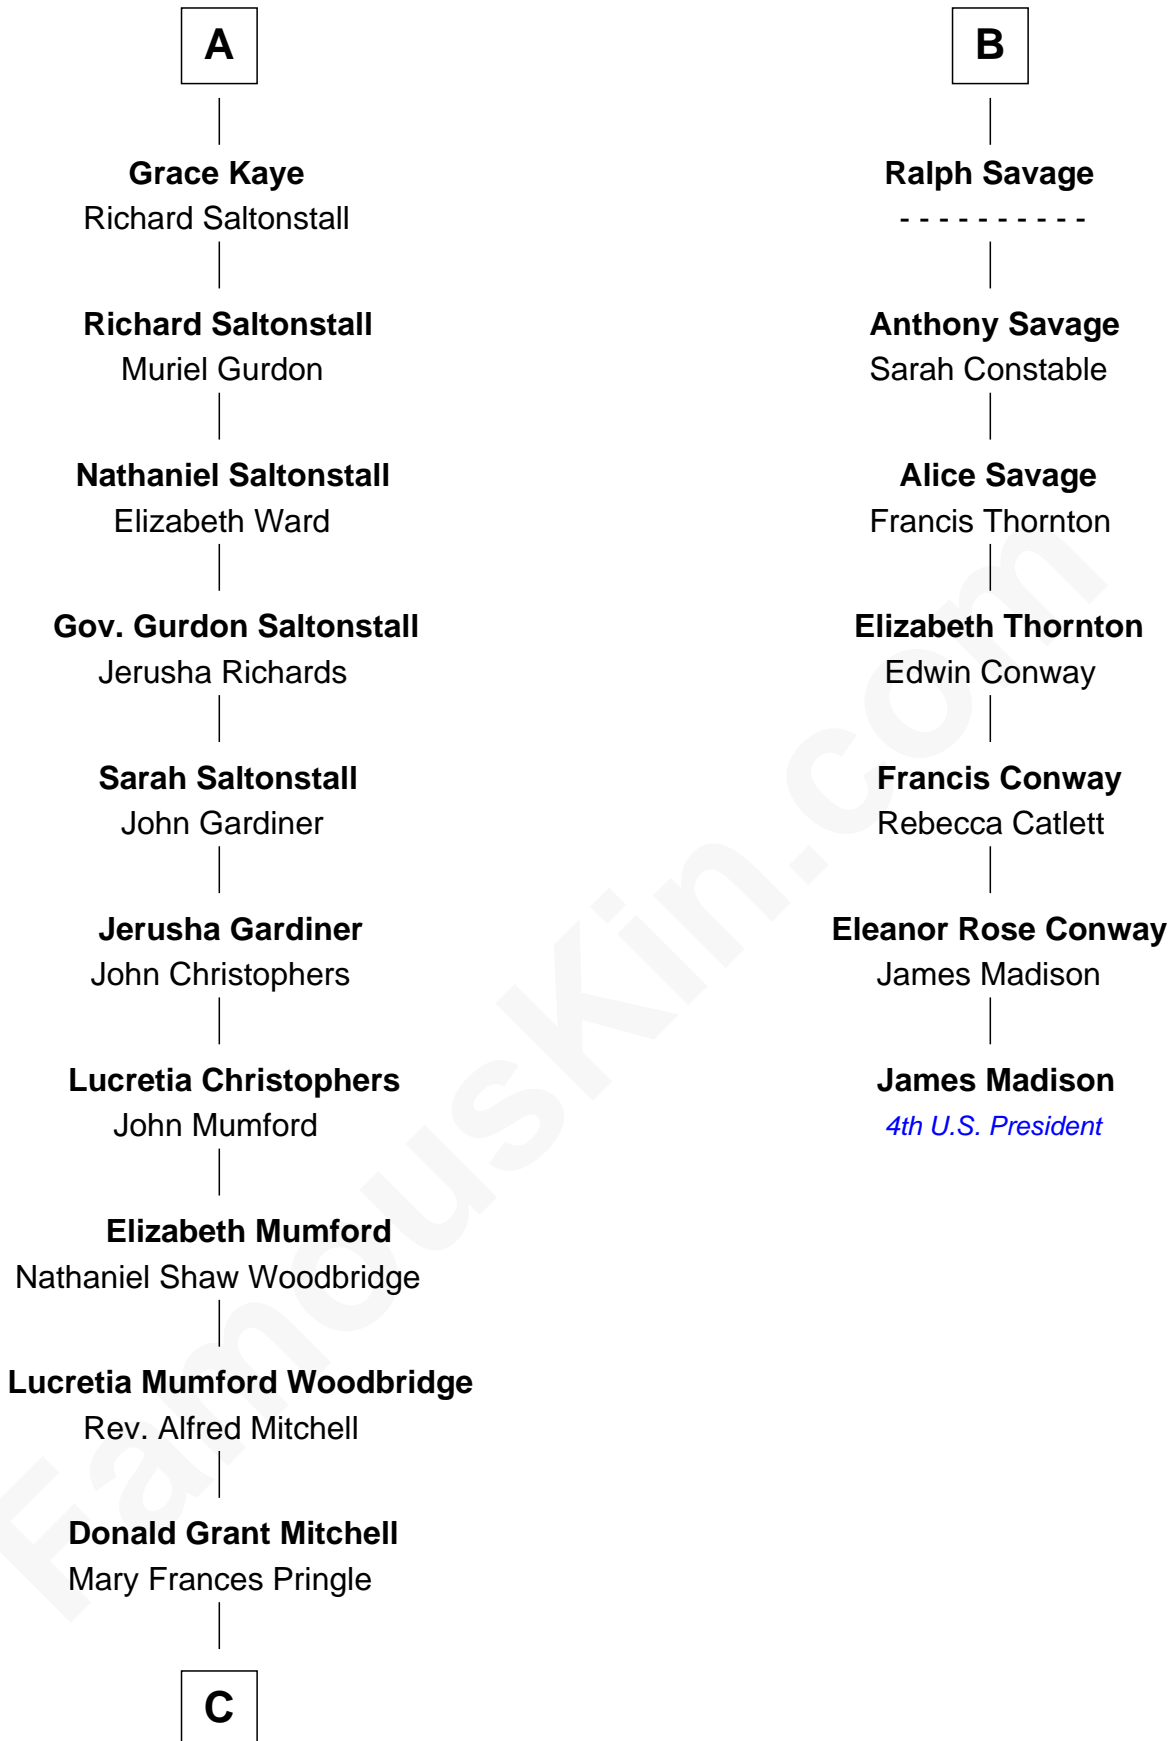 A
Grace Kaye
Richard Saltonstall
Richard Saltonstall
Muriel Gurdon
Nathaniel Saltonstall
Elizabeth Ward
Gov. Gurdon Saltonstall
Jerusha Richards
Sarah Saltonstall
John Gardiner
Jerusha Gardiner
John Christophers
Lucretia Christophers
John Mumford
Elizabeth Mumford
Nathaniel Shaw Woodbridge
Lucretia Mumford Woodbridge
Rev. Alfred Mitchell
Donald Grant Mitchell
Mary Frances Pringle
C
B
Ralph Savage
- - - - - - - - - -
Anthony Savage
Sarah Constable
Alice Savage
Francis Thornton
Elizabeth Thornton
Edwin Conway
Francis Conway
Rebecca Catlett
Eleanor Rose Conway
James Madison
James Madison
4th U.S. President
FamousKin.com